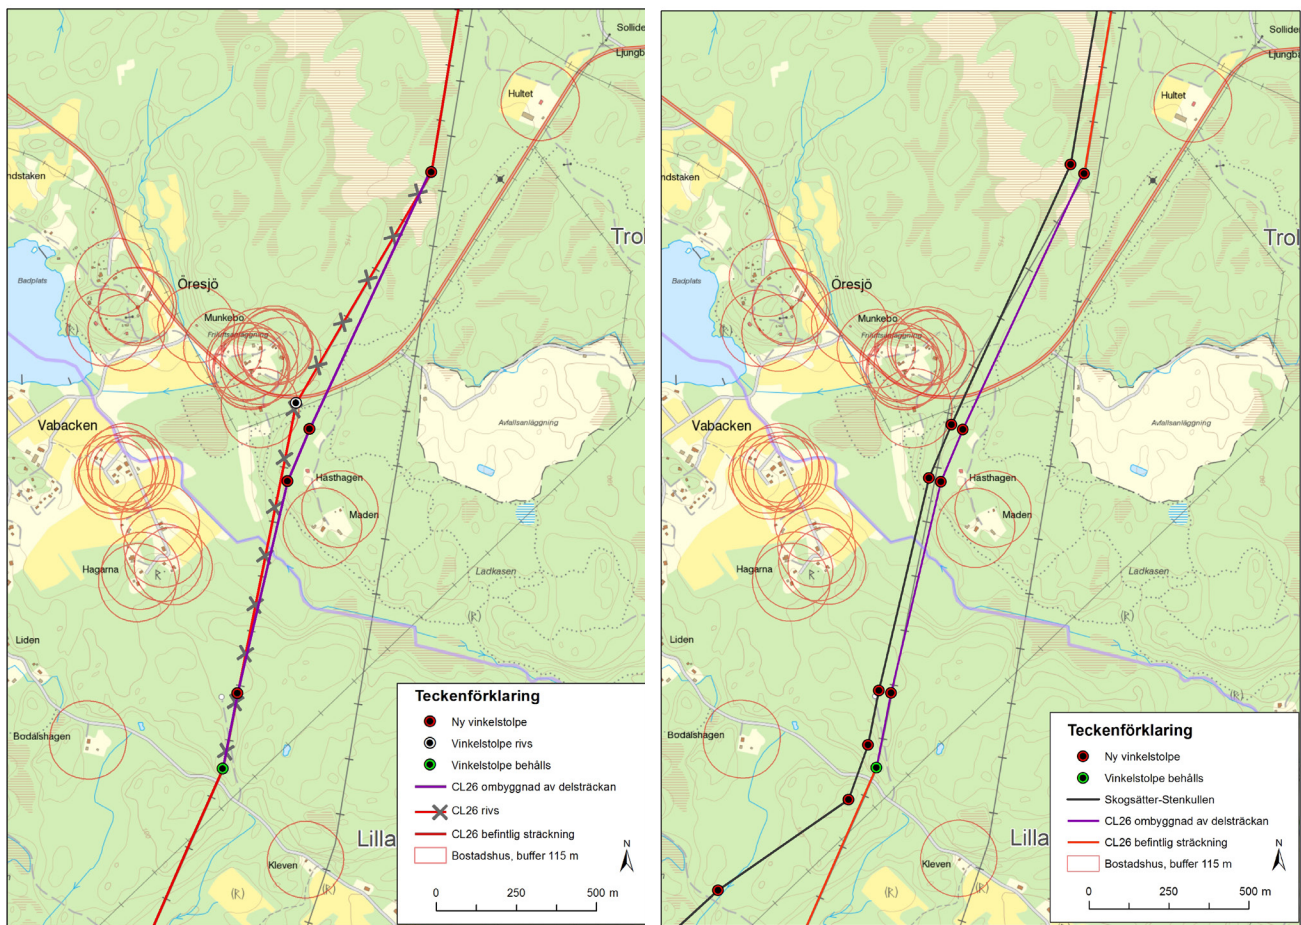 Sollide
Ljungba
Hultet
ndstaken
Trol
Badplats
Öresjö
(R)
Munkebo
Friluftsanläggning
Vabacken
Avfallsanläggning
Hästhagen
Maden
Hagarna
R
Ladkasen
(R)
Liden
Bodalshagen
Lilla
Kleven
(R)
(R)
Teckenförklaring
Ny vinkelstolpe
Vinkelstolpe rivs
Vinkelstolpe behålls
CL26 ombyggnad av delsträckan
CL26 rivs
CL26 befintlig sträckning
Bostadshus, buffer 115 m
N
0 250 500 m
Sollide
Ljungba
Hultet
ndstaken
Trol
Badplats
Öresjö
(R)
Munkebo
Friluftsanläggning
Vabacken
Avfallsanläggning
Hästhagen
Maden
Hagarna
R
Ladkasen
(R)
Liden
(R)
Bodalshagen
Lilla
Kleven
(R)
(R)
Teckenförklaring
Ny vinkelstolpe
Vinkelstolpe behålls
Skogsätter-Stenkullen
CL26 ombyggnad av delsträckan
CL26 befintlig sträckning
Bostadshus, buffer 115 m
N
0 250 500 m